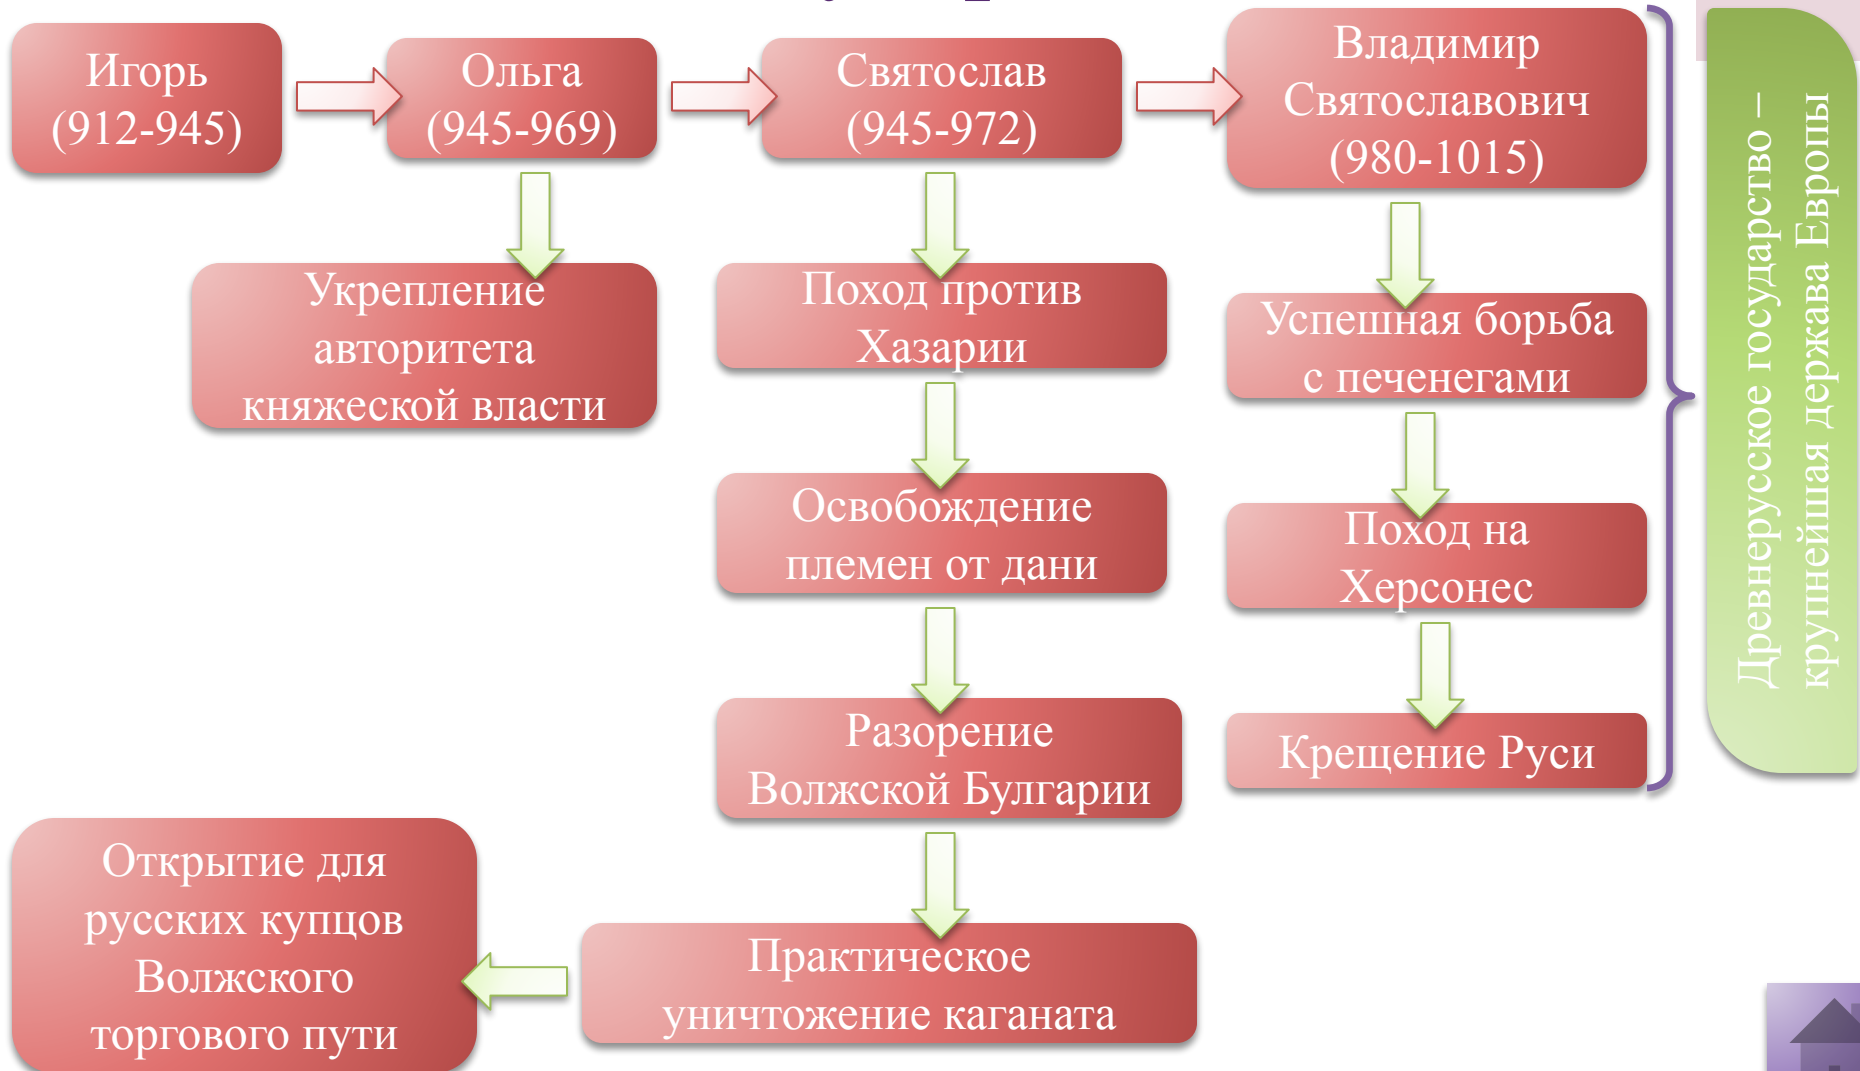 Игорь
(912-945)
Ольга
(945-969)
Святослав
(945-972)
Владимир
Святославович
(980-1015)
Укрепление
авторитета
княжеской власти
Поход против
Хазарии
Освобождение
племен от дани
Разорение
Волжской Булгарии
Практическое
уничтожение каганата
Открытие для
русских купцов
Волжского
торгового пути
Успешная борьба
с печенегами
Поход на
Херсонес
Крещение Руси
Древнерусское государство –
крупнейшая держава Европы